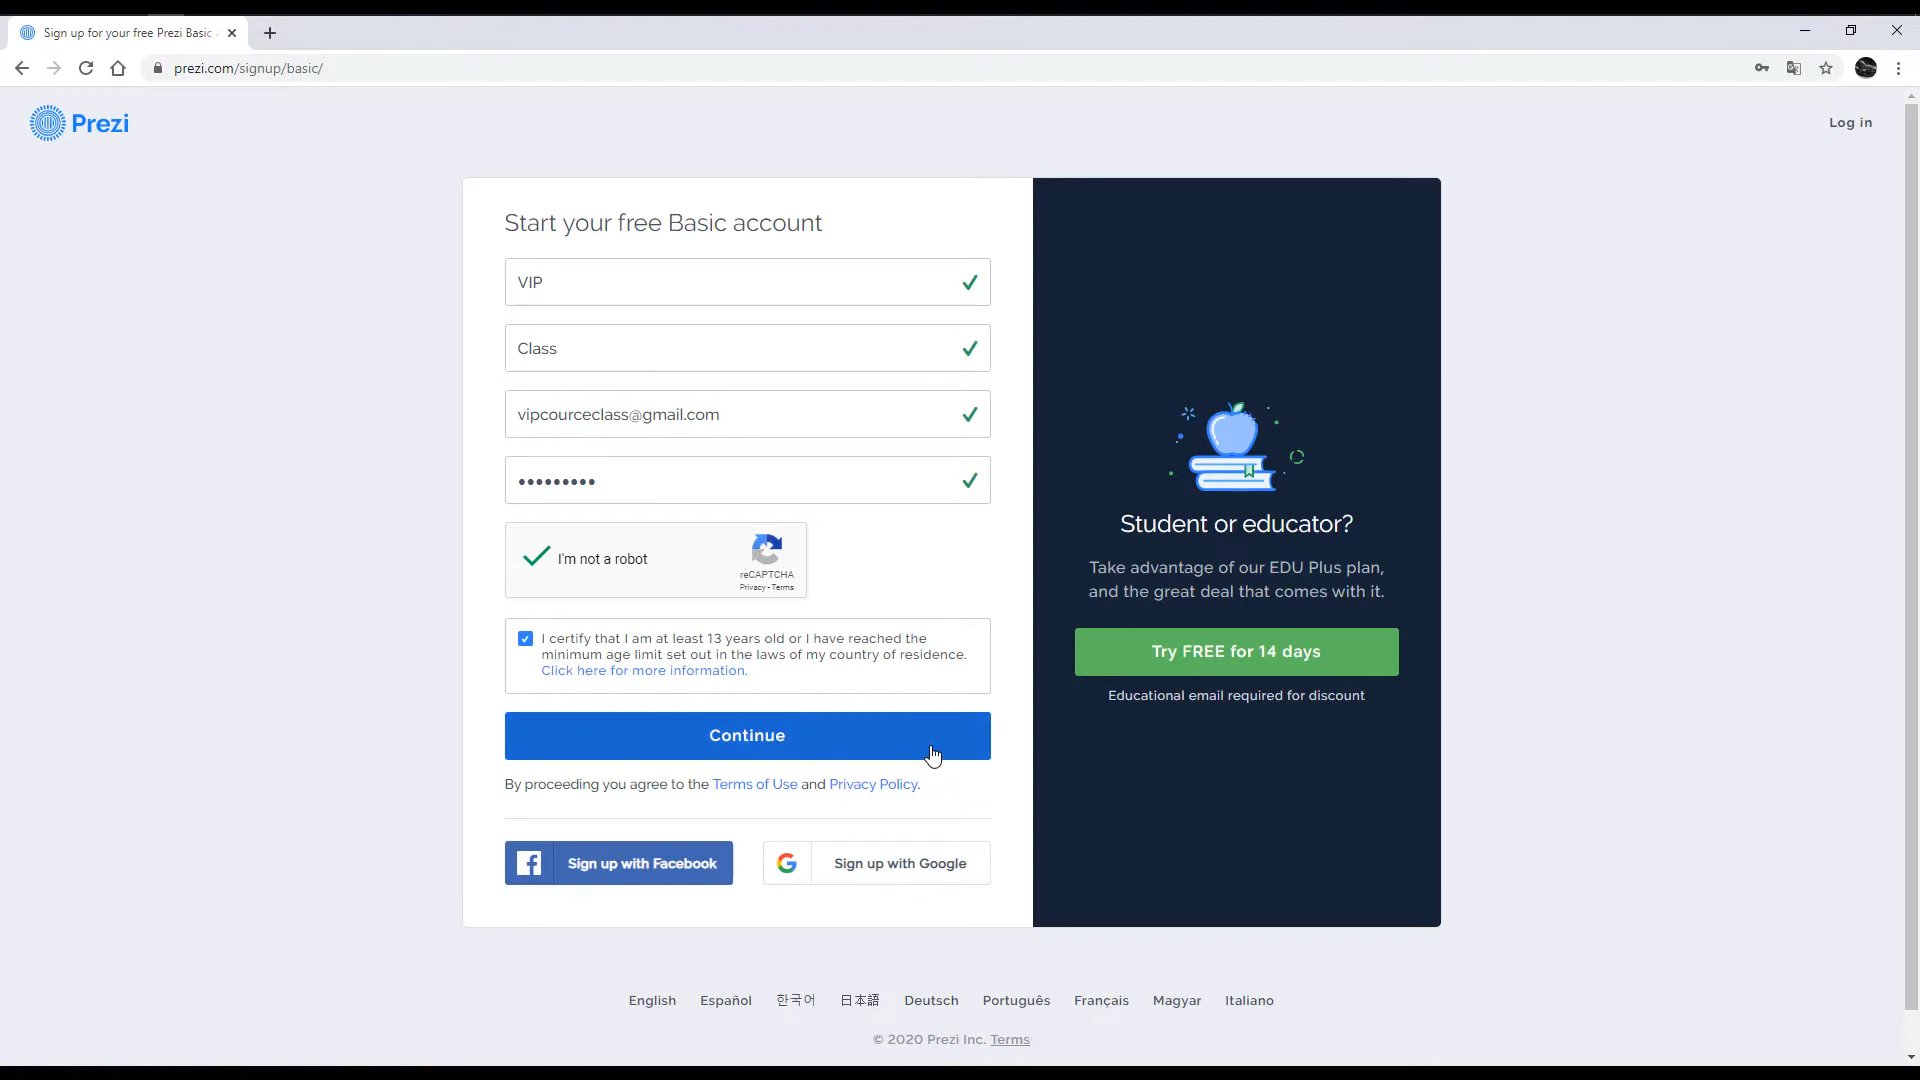 Sign up for your free Prezi Basic
prezi.com/signup/basic/
Prezi
Log in
Start your free Basic account
VIP
Class
vipcourceclass@gmail.com
•••••••••
I'm not a robot
reCAPTCHA
Privacy - Terms
I certify that I am at least 13 years old or I have reached the
minimum age limit set out in the laws of my country of residence.
Click here for more information.
Continue
By proceeding you agree to the Terms of Use and Privacy Policy.
Sign up with Facebook
Sign up with Google
Student or educator?
Take advantage of our EDU Plus plan,
and the great deal that comes with it.
Try FREE for 14 days
Educational email required for discount
English Español 한국어 日本語 Deutsch Português Français Magyar Italiano
© 2020 Prezi Inc. Terms